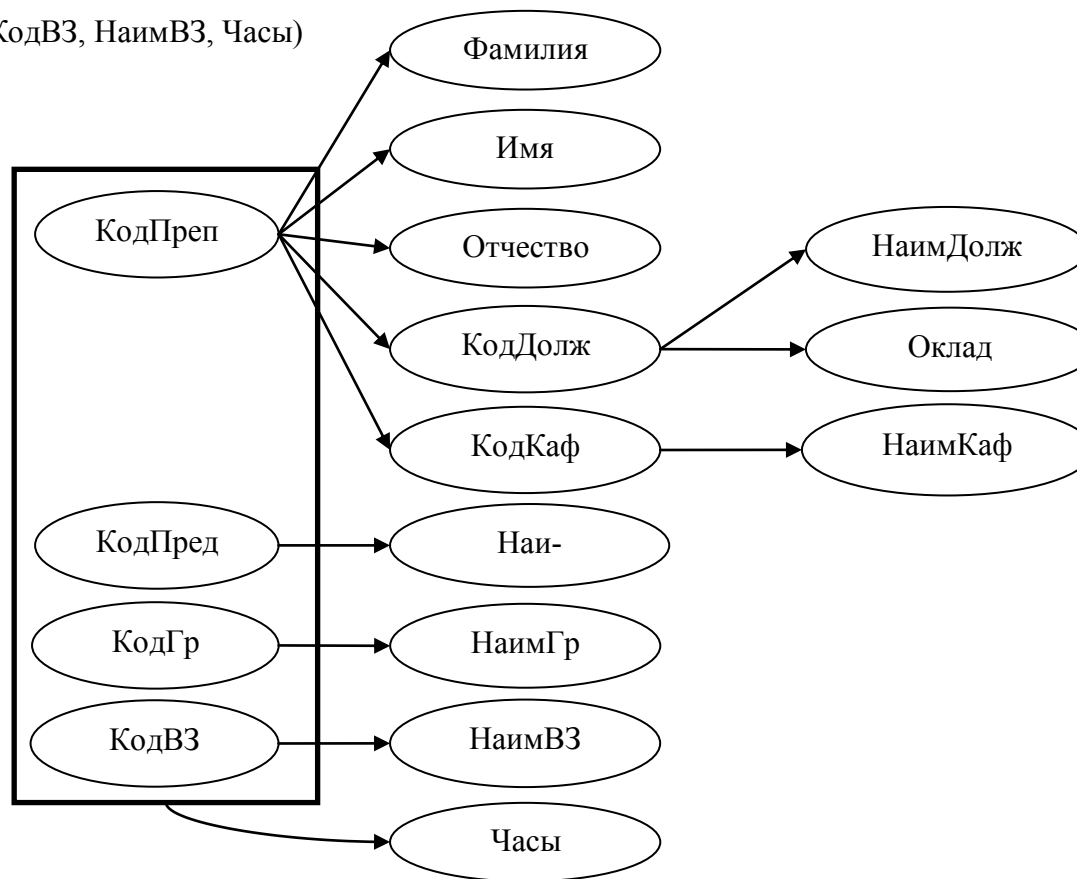 КодВЗ, НаимВЗ, Часы)
Фамилия
Имя
КодПреп
Отчество
НаимДолж
КодДолж
Оклад
КодКаф
НаимКаф
КодПред
Наи-
КодГр
НаимГр
КодВЗ
НаимВЗ
Часы